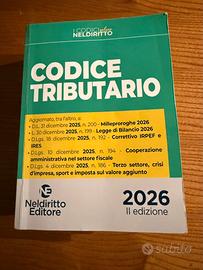 I CODICI
NELDIRITTO
CODICE
TRIBUTARIO
Aggiornato, tra l'altro, a:
• D.L. 31 dicembre 2025, n. 200 - Milleproroghe 2026
• L. 30 dicembre 2025, n. 199 - Legge di Bilancio 2026
• D.Lgs. 18 dicembre 2025, n. 192 - Correttivo IRPEF e
IRES
• D.Lgs. 10 dicembre 2025, n. 194 - Cooperazione
amministrativa nel settore fiscale
• D.Lgs. 4 dicembre 2025, n. 186 - Terzo settore, crisi
d'impresa, sport e imposta sul valore aggiunto
Neldiritto
Editore
2026
II edizione
subito